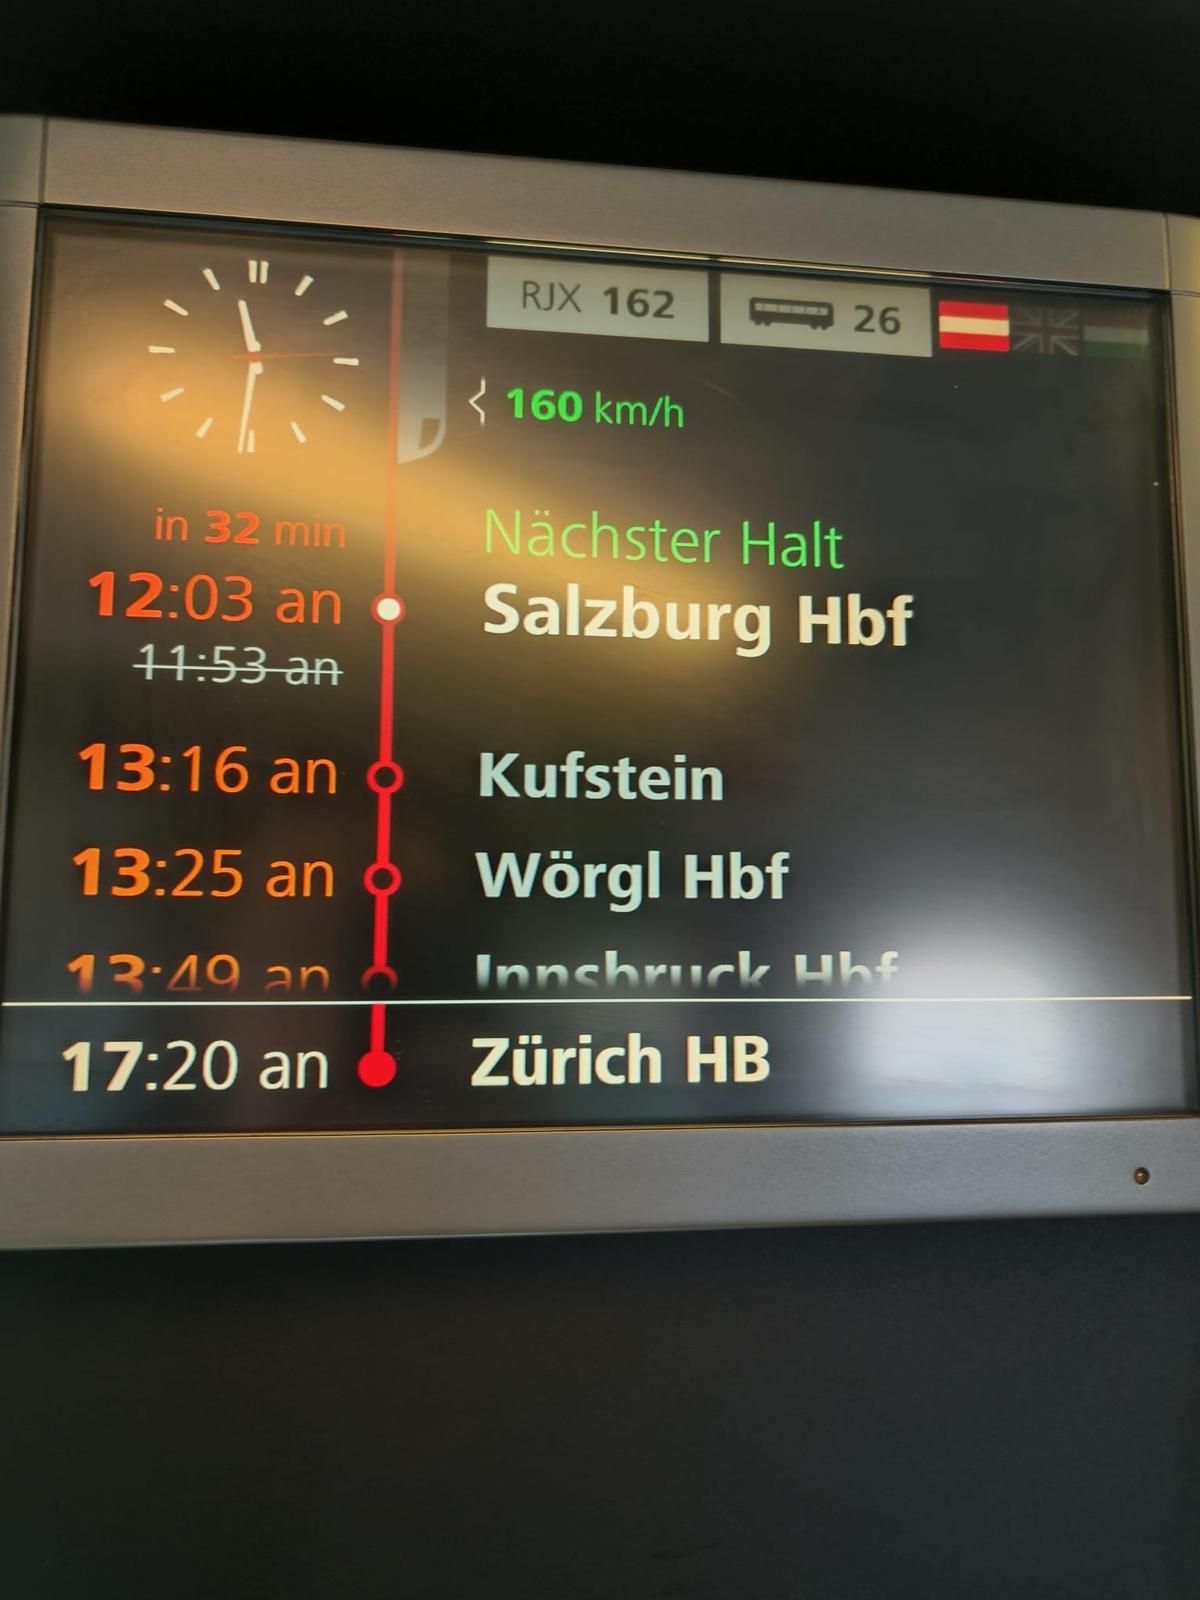 RJX 162 26
160 km/h
in 32 min Nächster Halt
12:03 an Salzburg Hbf
11:53 an
13:16 an Kufstein
13:25 an Wörgl Hbf
13:49 an Innsbruck Hbf
17:20 an Zürich HB